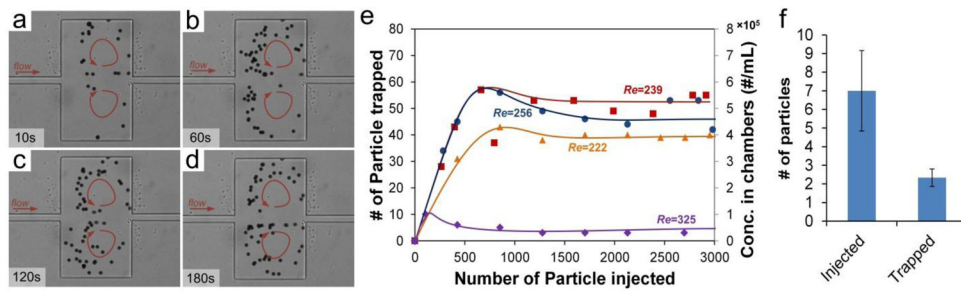 a
flow
10s
b
60s
c
flow
120s
d
flow
180s
e
# of Particle trapped
80
70
60
50
40
30
20
10
0
Re=239
Re=256
Re=222
Re=325
0 500 1000 1500 2000 2500 3000
Number of Particle injected
×10⁵
8
7
6
5
4
3
2
1
0
Conc. in chambers (#/mL)
f
# of particles
10
9
8
7
6
5
4
3
2
1
0
Injected
Trapped